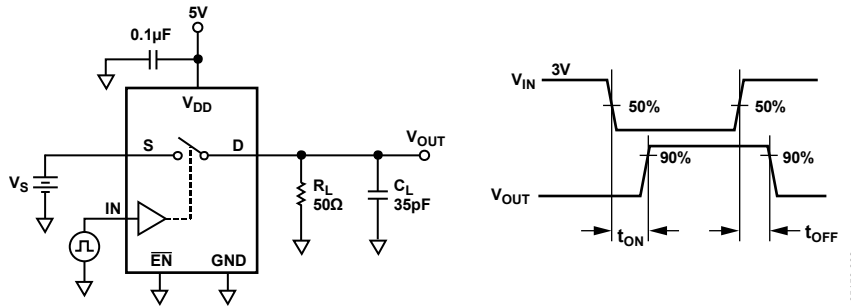 5V
0.1µF
VDD
S
D
VOUT
VS
RL
50Ω
CL
35pF
IN
EN
GND
VIN
3V
50%
50%
90%
90%
VOUT
tON
tOFF